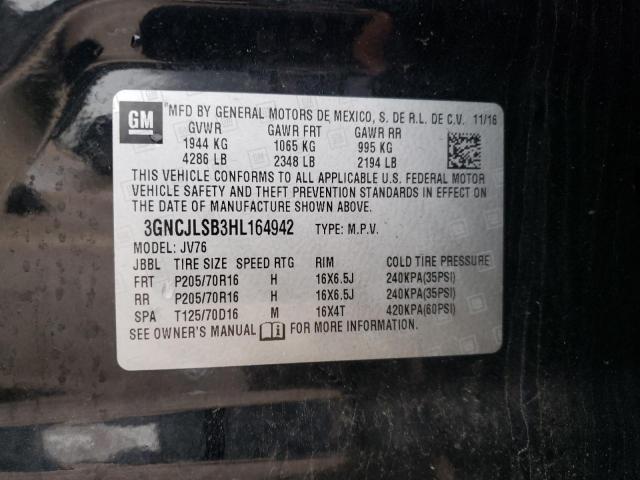 GM
MFD BY GENERAL MOTORS DE MEXICO, S. DE R.L. DE C.V. 11/16
GVWR GAWR FRT GAWR RR
1944 KG 1065 KG 995 KG
4286 LB 2348 LB 2194 LB
THIS VEHICLE CONFORMS TO ALL APPLICABLE U.S. FEDERAL MOTOR
VEHICLE SAFETY AND THEFT PREVENTION STANDARDS IN EFFECT ON
THE DATE OF MANUFACTURE SHOWN ABOVE.
3GNCJLSB3HL164942 TYPE: M.P.V.
MODEL: JV76
JBBL TIRE SIZE SPEED RTG RIM COLD TIRE PRESSURE
FRT P205/70R16 H 16X6.5J 240KPA(35PSI)
RR P205/70R16 H 16X6.5J 240KPA(35PSI)
SPA T125/70D16 M 16X4T 420KPA(60PSI)
SEE OWNER'S MANUAL FOR MORE INFORMATION.